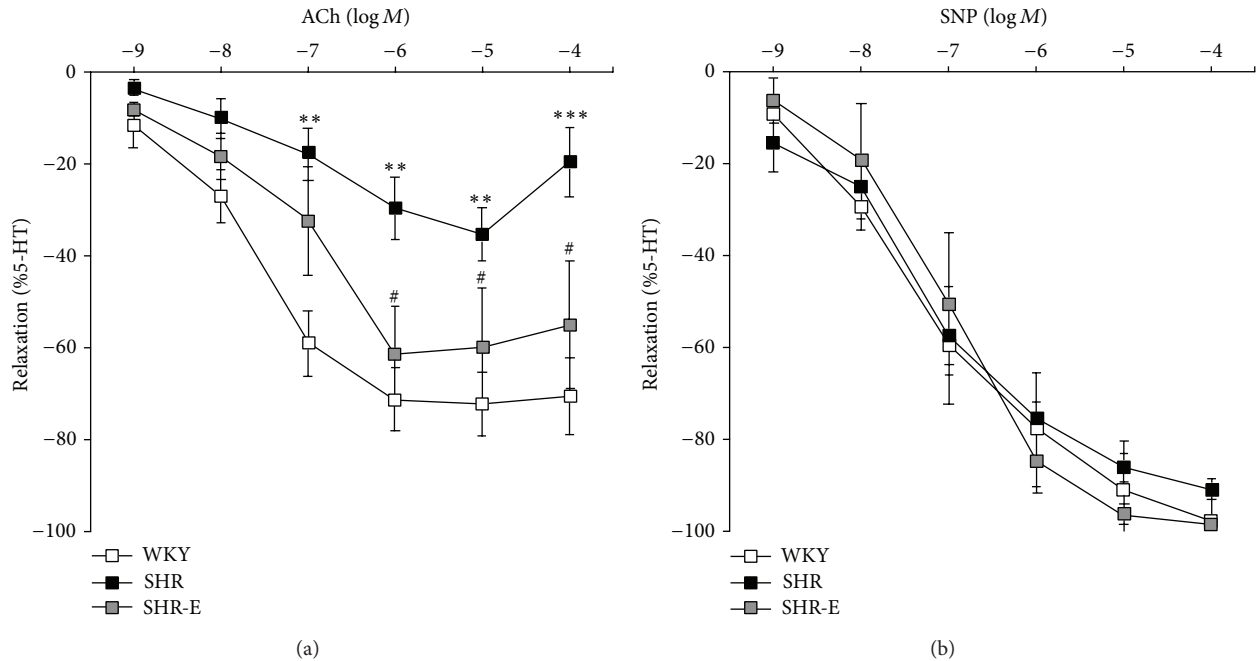 ACh (log M)
−9 −8 −7 −6 −5 −4
0
−20
−40
−60
−80
−100
Relaxation (%5-HT)
** ** ** ***
# # #
WKY
SHR
SHR-E
(a)
SNP (log M)
−9 −8 −7 −6 −5 −4
0
−20
−40
−60
−80
−100
Relaxation (%5-HT)
WKY
SHR
SHR-E
(b)